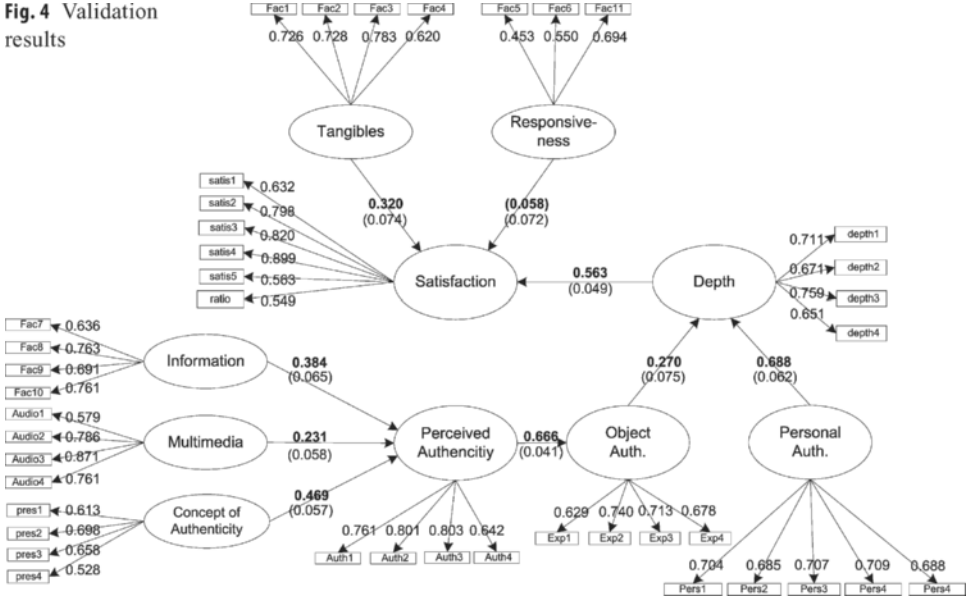 Fig. 4 Validation
results
Fac1 Fac2 Fac3 Fac4
0.726 0.728 0.783 0.620
Fac5 Fac6 Fac11
0.453 0.550 0.694
Tangibles
Responsive-
ness
0.320
(0.074)
(0.058)
(0.072)
satis1 0.632
satis2 0.798
satis3 0.820
satis4 0.899
satis5 0.563
ratio 0.549
Satisfaction
0.563
(0.049)
Depth
0.711 depth1
0.671 depth2
0.759 depth3
0.651 depth4
Fac7 0.636
Fac8 0.763
Fac9 0.691
Fac10 0.761
Information
0.384
(0.065)
0.270
(0.075)
0.688
(0.062)
Audio1 0.579
Audio2 0.786
Audio3 0.871
Audio4 0.761
Multimedia
0.231
(0.058)
Perceived
Authencitiy
0.666
(0.041)
Object
Auth.
Personal
Auth.
pres1 0.613
pres2 0.698
pres3 0.658
pres4 0.528
Concept of
Authenticity
0.469
(0.057)
0.761 0.801 0.803 0.642
Auth1 Auth2 Auth3 Auth4
0.629 0.740 0.713 0.678
Exp1 Exp2 Exp3 Exp4
0.704 0.685 0.707 0.709 0.688
Pers1 Pers2 Pers3 Pers4 Pers4